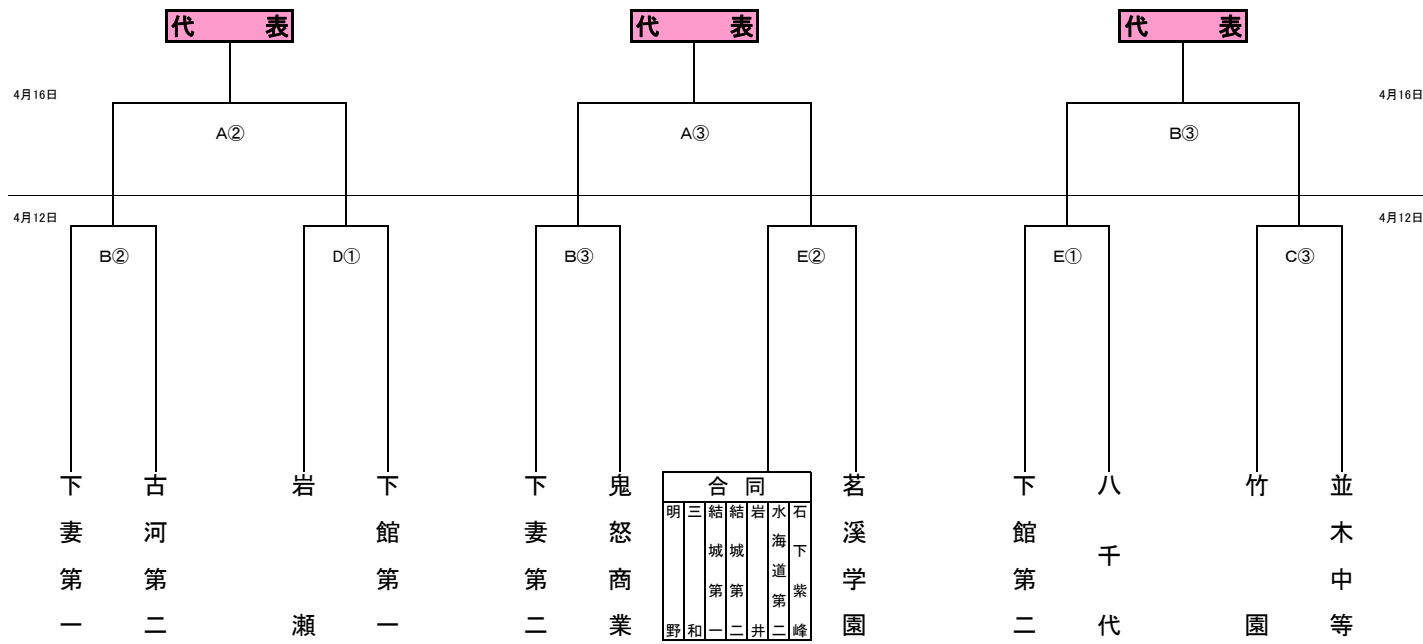 代　表
代　表
代　表
4月16日
4月16日
A②
A③
B③
4月12日
4月12日
B②
D①
B③
E②
E①
C③
下妻第一
古河第二
岩瀬
下館第一
下妻第二
鬼怒商業
合同
明野
三和
結城第一
結城第二
岩井
水海道第二
石下紫峰
茗溪学園
下館第二
八千代
竹園
並木中等